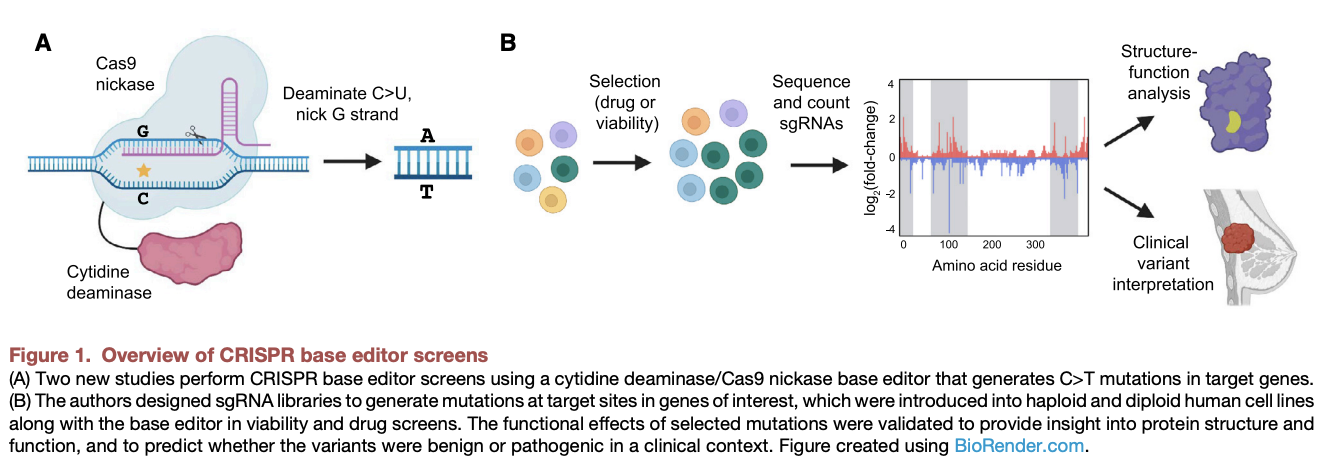 A
Cas9
nickase
G
C
Cytidine
deaminase
Deaminate C>U,
nick G strand
A
T
B
Selection
(drug or
viability)
Sequence
and count
sgRNAs
log2(fold-change)
4
2
0
-2
-4
0 100 200 300
Amino acid residue
Structure-
function
analysis
Clinical
variant
interpretation
Figure 1. Overview of CRISPR base editor screens
(A) Two new studies perform CRISPR base editor screens using a cytidine deaminase/Cas9 nickase base editor that generates C>T mutations in target genes.
(B) The authors designed sgRNA libraries to generate mutations at target sites in genes of interest, which were introduced into haploid and diploid human cell lines
along with the base editor in viability and drug screens. The functional effects of selected mutations were validated to provide insight into protein structure and
function, and to predict whether the variants were benign or pathogenic in a clinical context. Figure created using BioRender.com.